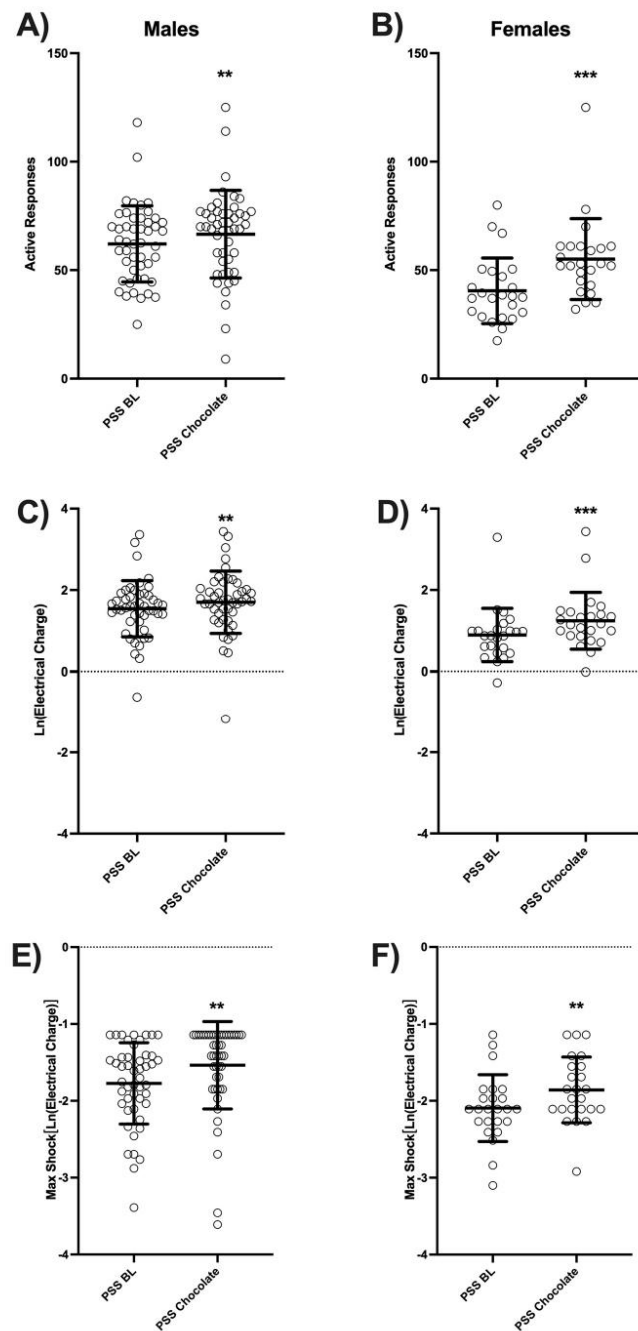 A)
Males
**
Active Responses
150
100
50
0
PSS BL
PSS Chocolate
B)
Females
***
Active Responses
150
100
50
0
PSS BL
PSS Chocolate
C)
**
Ln(Electrical Charge)
4
2
0
-2
-4
PSS BL
PSS Chocolate
D)
***
Ln(Electrical Charge)
4
2
0
-2
-4
PSS BL
PSS Chocolate
E)
**
Max Shock[Ln(Electrical Charge)]
0
-1
-2
-3
-4
PSS BL
PSS Chocolate
F)
**
Max Shock[Ln(Electrical Charge)]
0
-1
-2
-3
-4
PSS BL
PSS Chocolate